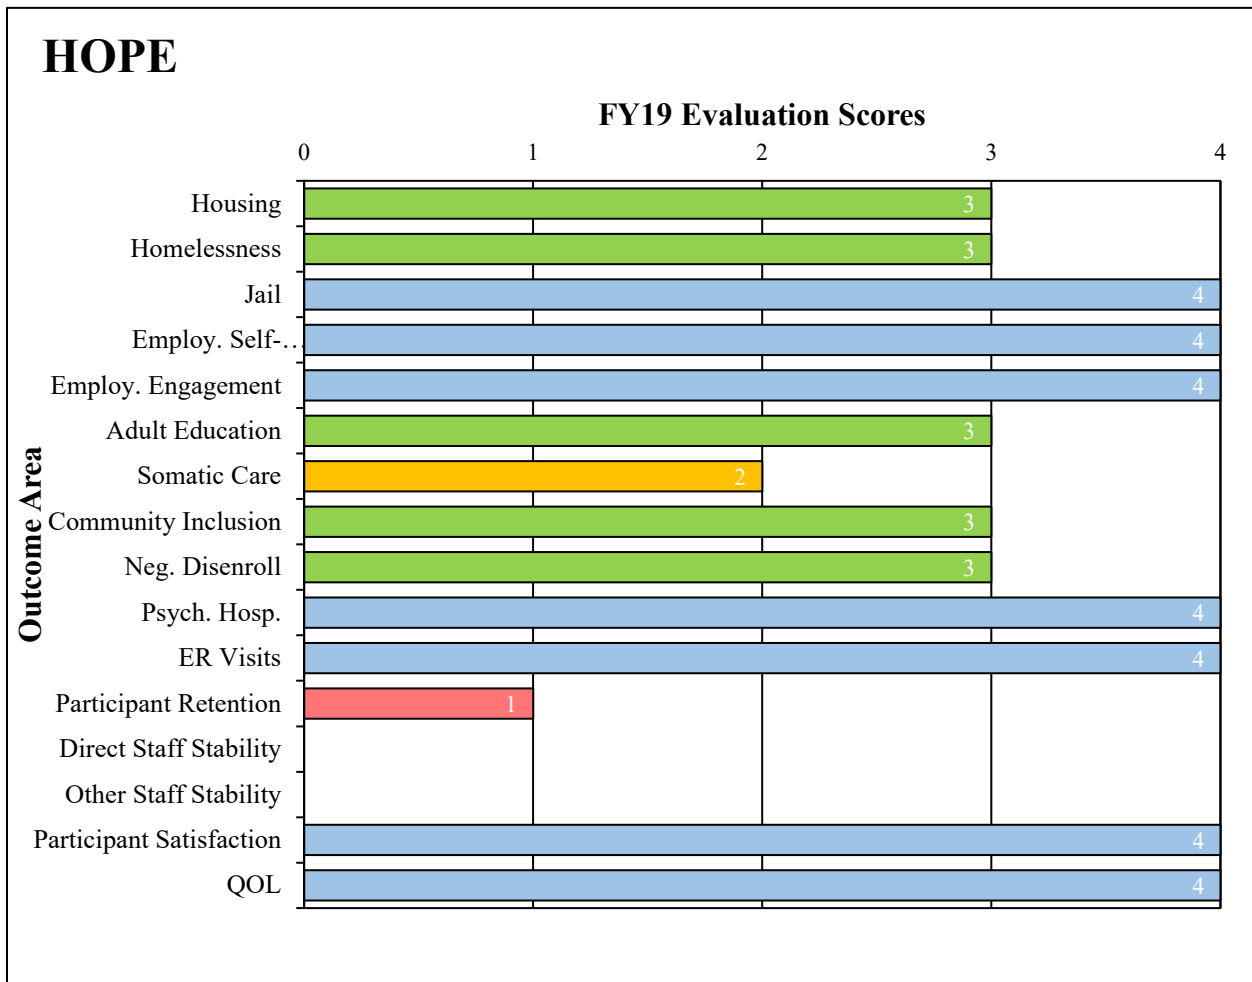 HOPE
FY19 Evaluation Scores
0 1 2 3 4
Outcome Area
Housing 3
Homelessness 3
Jail 4
Employ. Self-… 4
Employ. Engagement 4
Adult Education 3
Somatic Care 2
Community Inclusion 3
Neg. Disenroll 3
Psych. Hosp. 4
ER Visits 4
Participant Retention 1
Direct Staff Stability
Other Staff Stability
Participant Satisfaction 4
QOL 4